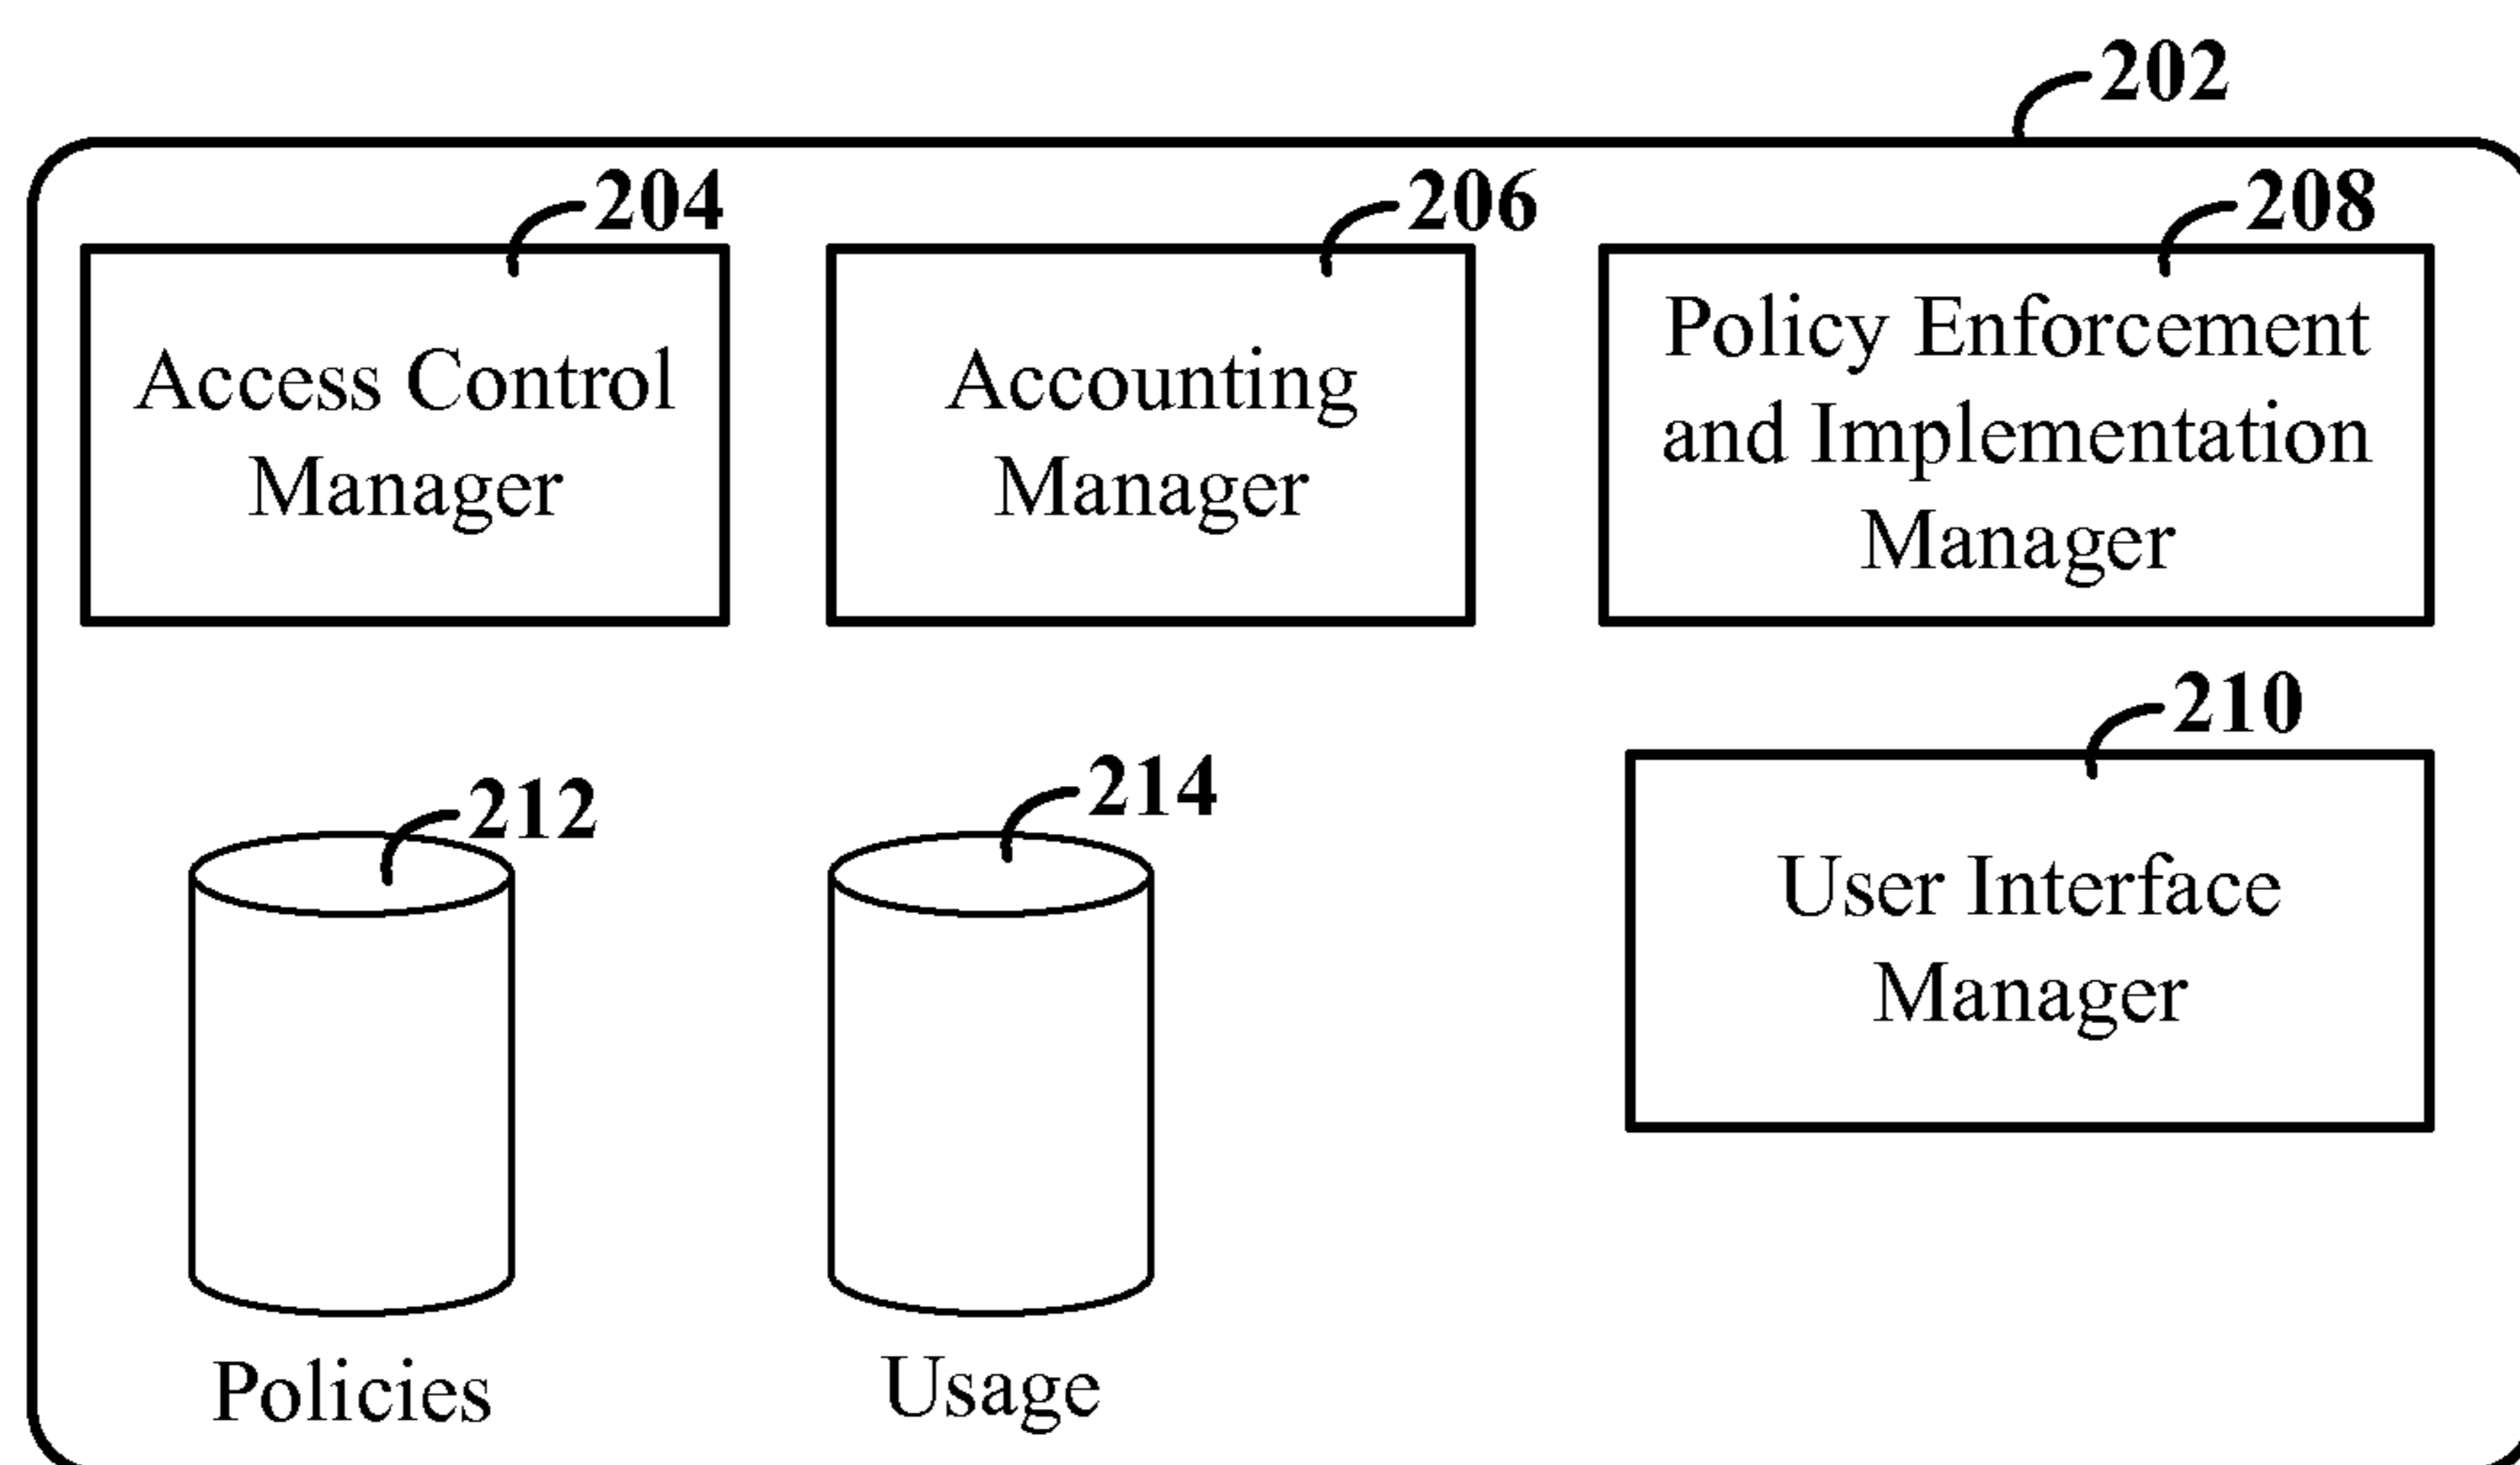 202
204
206
208
Access Control
Manager
Accounting
Manager
Policy Enforcement
and Implementation
Manager
210
212
214
User Interface
Manager
Policies
Usage